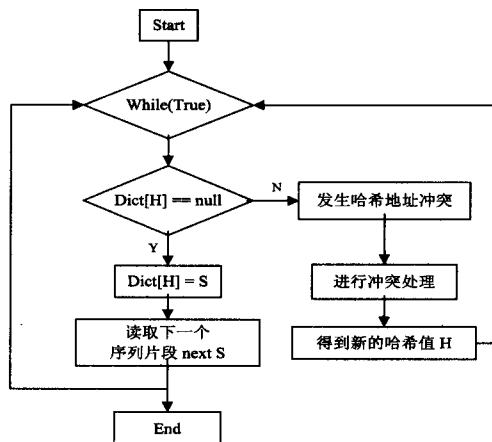 Start
While(True)
Dict[H] == null
N
发生哈希地址冲突
Y
Dict[H] = S
进行冲突处理
读取下一个
序列片段 next S
得到新的哈希值 H
End